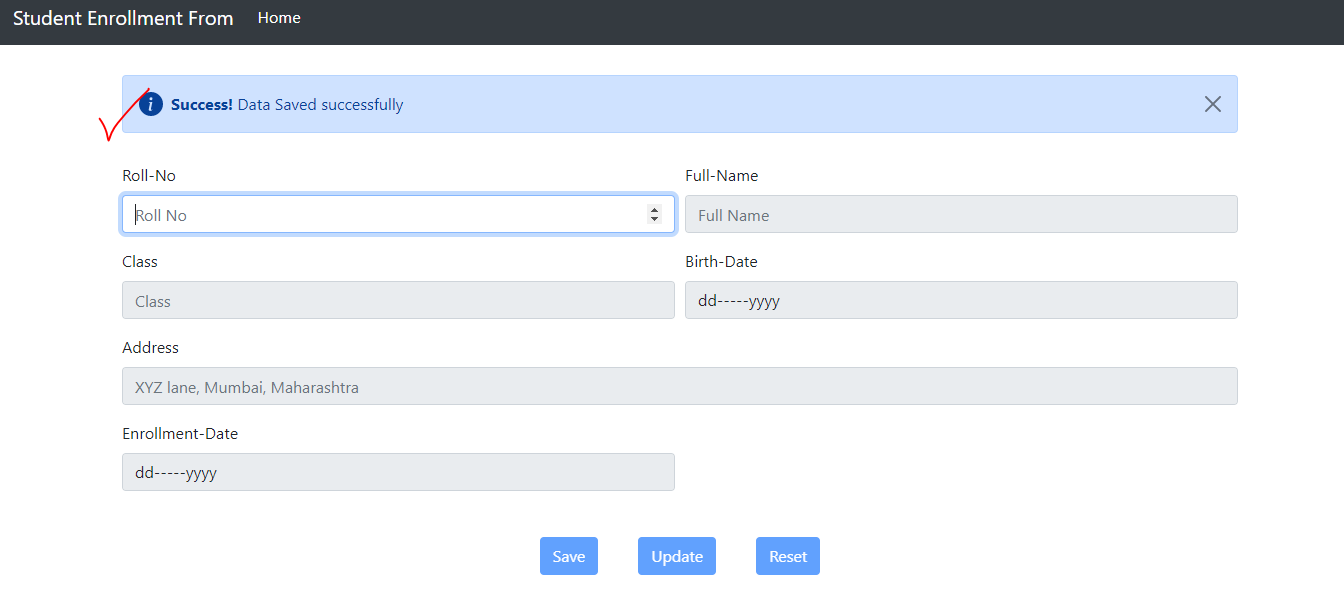 Student Enrollment From Home
Success! Data Saved successfully
Roll-No Full-Name
Roll No Full Name
Class Birth-Date
Class dd-----yyyy
Address
XYZ lane, Mumbai, Maharashtra
Enrollment-Date
dd-----yyyy
Save Update Reset